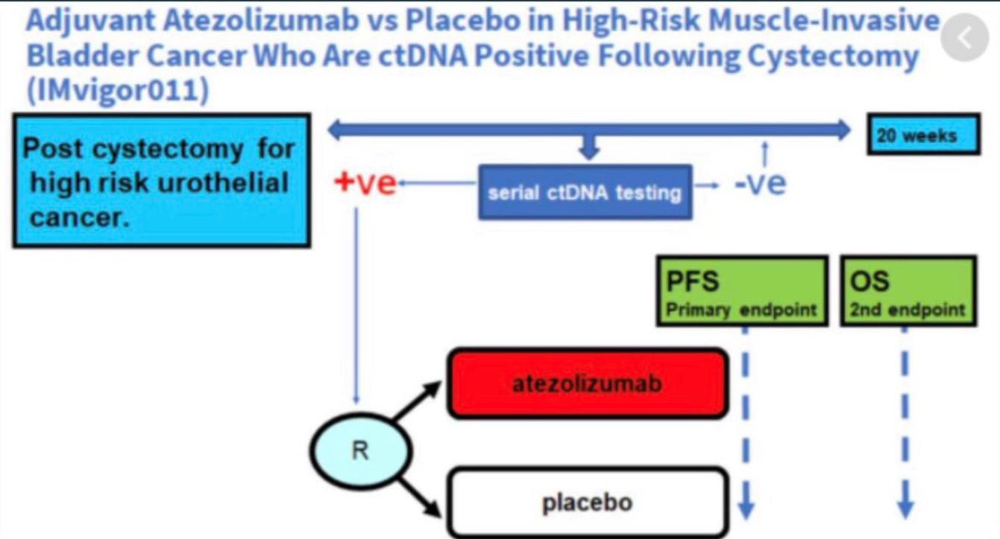 Adjuvant Atezolizumab vs Placebo in High-Risk Muscle-Invasive
Bladder Cancer Who Are ctDNA Positive Following Cystectomy
(IMvigor011)
Post cystectomy for
high risk urothelial
cancer.
20 weeks
+ve
serial ctDNA testing
-ve
PFS
Primary endpoint
OS
2nd endpoint
atezolizumab
R
placebo